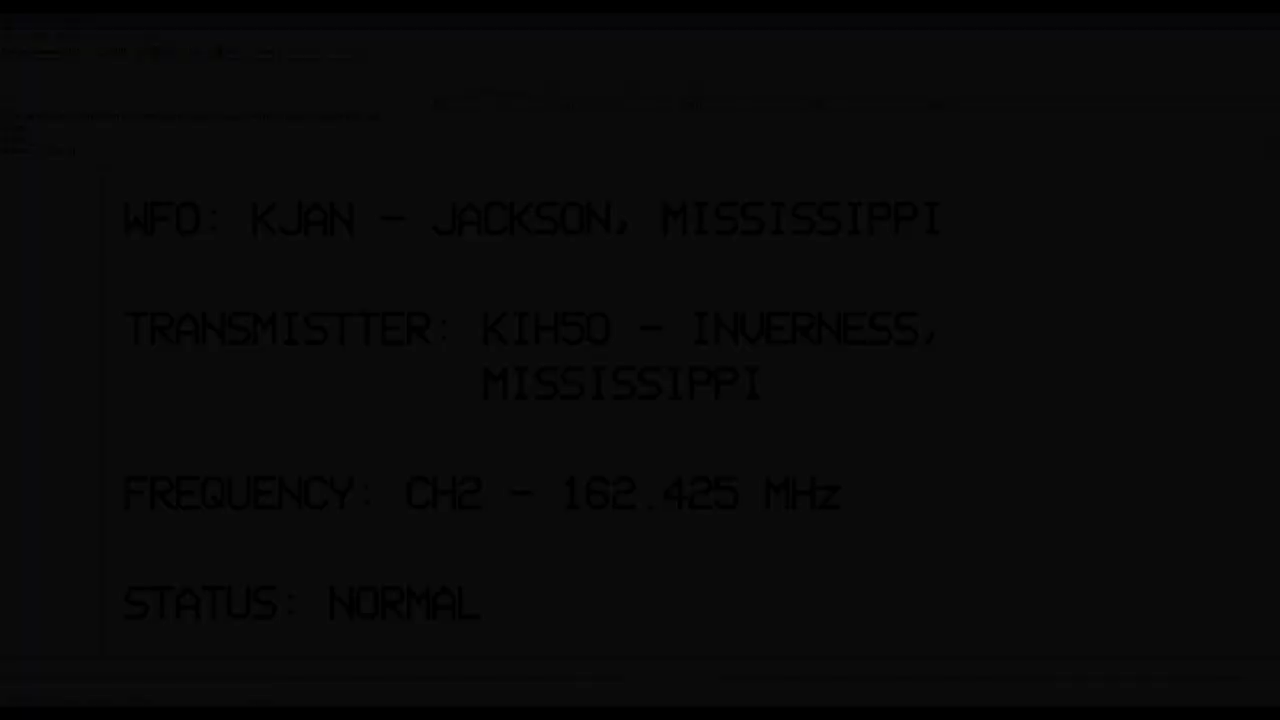 WFO: KJAN - JACKSON, MISSISSIPPI
TRANSMISTTER: KIH50 - INVERNESS,
MISSISSIPPI
FREQUENCY: CH2 - 162.425 MHz
STATUS: NORMAL